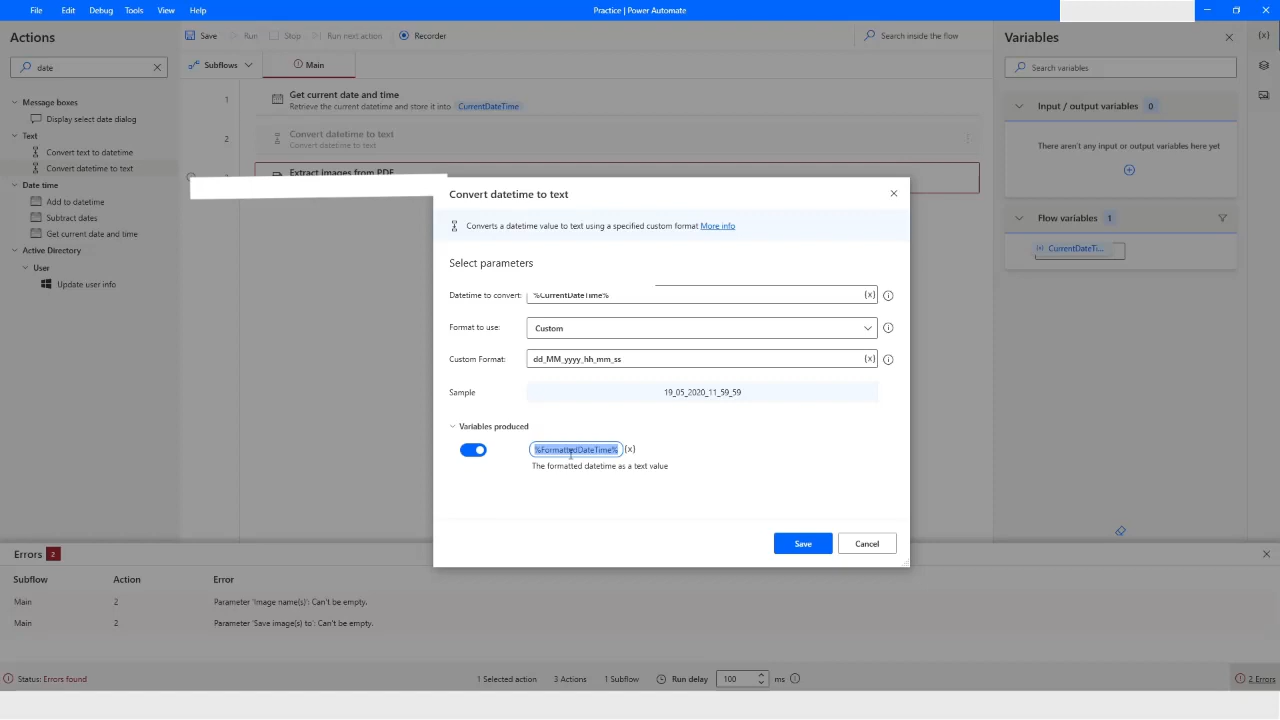 File Edit Debug Tools View Help
Practice | Power Automate
Actions
date
Message boxes
Display select date dialog
Text
Convert text to datetime
Convert datetime to text
Date time
Add to datetime
Subtract dates
Get current date and time
Active Directory
User
Update user info
Save Run Stop Run next action Recorder
Search inside the flow
Subflows Main
1
Get current date and time
Retrieve the current datetime and store it into CurrentDateTime
2
Convert datetime to text
Convert datetime to text
Extract images from PDF
Convert datetime to text
Converts a datetime value to text using a specified custom format More info
Select parameters
Datetime to convert: %CurrentDateTime% {x}
Format to use: Custom
Custom Format: dd_MM_yyyy_hh_mm_ss {x}
Sample 19_05_2020_11_59_59
Variables produced
%FormattedDateTime% {x}
The formatted datetime as a text value
Save Cancel
Variables
{x}
Search variables
Input / output variables 0
There aren't any input or output variables here yet
Flow variables 1
{x} CurrentDateTi...
Errors 2
Subflow Action Error
Main 2 Parameter 'Image name(s)': Can't be empty.
Main 2 Parameter 'Save image(s) to': Can't be empty.
Status: Errors found 1 Selected action 3 Actions 1 Subflow Run delay 100 ms 2 Errors